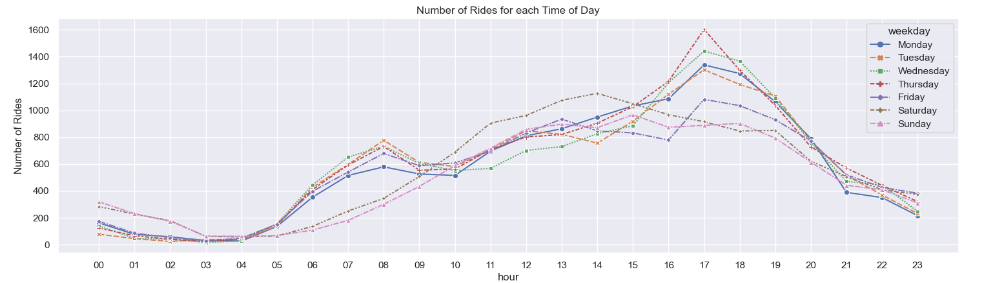 Number of Rides for each Time of Day
Number of Rides
1600
1400
1200
1000
800
600
400
200
0
00 01 02 03 04 05 06 07 08 09 10 11 12 13 14 15 16 17 18 19 20 21 22 23
hour
weekday
Monday
Tuesday
Wednesday
Thursday
Friday
Saturday
Sunday